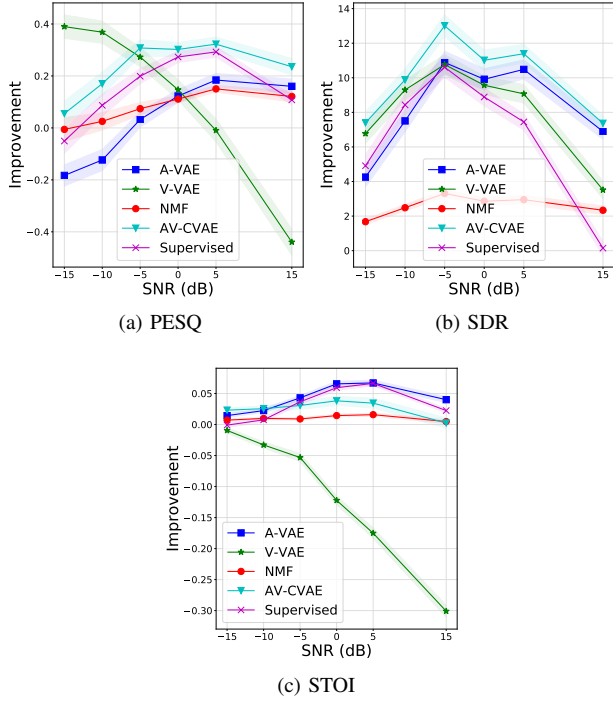 0.4
0.2
0.0
−0.2
−0.4
Improvement
A-VAE
V-VAE
NMF
AV-CVAE
Supervised
−15 −10 −5 0 5 15
SNR (dB)
(a) PESQ
14
12
10
8
6
4
2
0
Improvement
A-VAE
V-VAE
NMF
AV-CVAE
Supervised
−15 −10 −5 0 5 15
SNR (dB)
(b) SDR
0.05
0.00
−0.05
−0.10
−0.15
−0.20
−0.25
−0.30
Improvement
A-VAE
V-VAE
NMF
AV-CVAE
Supervised
−15 −10 −5 0 5 15
SNR (dB)
(c) STOI